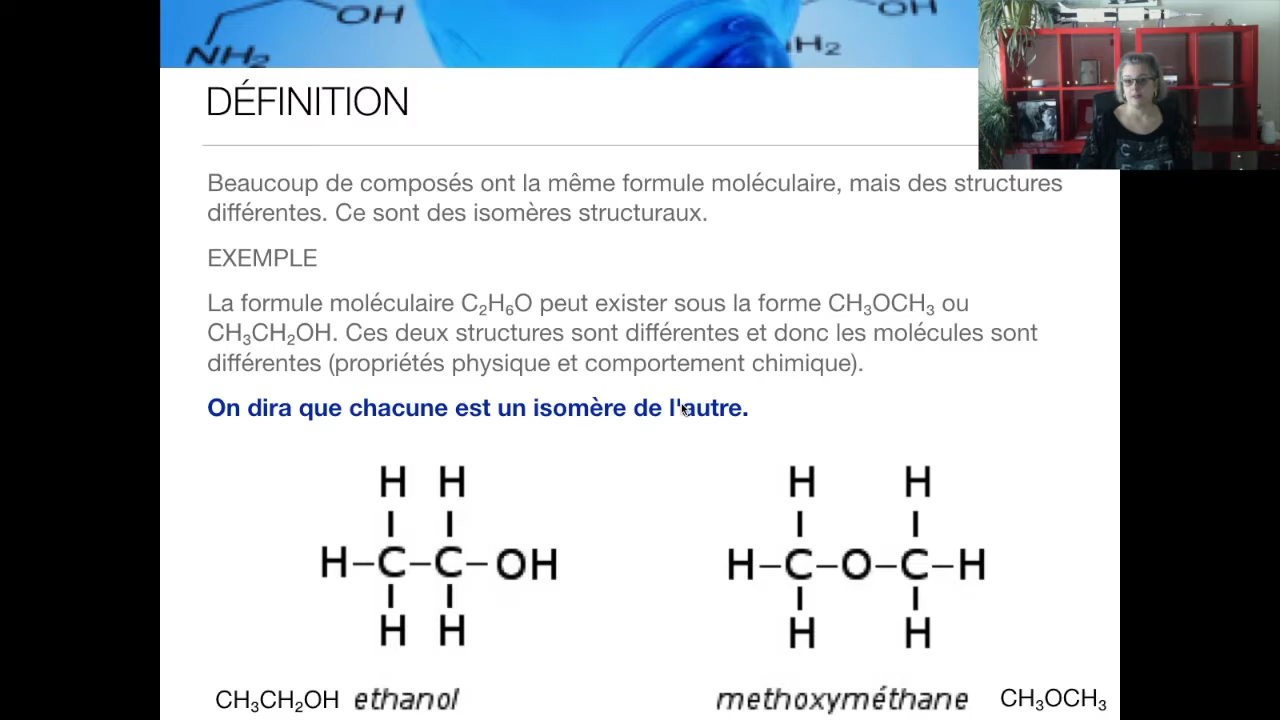 OH
OH
NH₂
H₂
DÉFINITION
Beaucoup de composés ont la même formule moléculaire, mais des structures
différentes. Ce sont des isomères structuraux.
EXEMPLE
La formule moléculaire C₂H₆O peut exister sous la forme CH₃OCH₃ ou
CH₃CH₂OH. Ces deux structures sont différentes et donc les molécules sont
différentes (propriétés physique et comportement chimique).
On dira que chacune est un isomère de l'autre.
H H
H–C–C–OH
H H
H H
H–C–O–C–H
H H
CH₃CH₂OH ethanol
methoxyméthane CH₃OCH₃